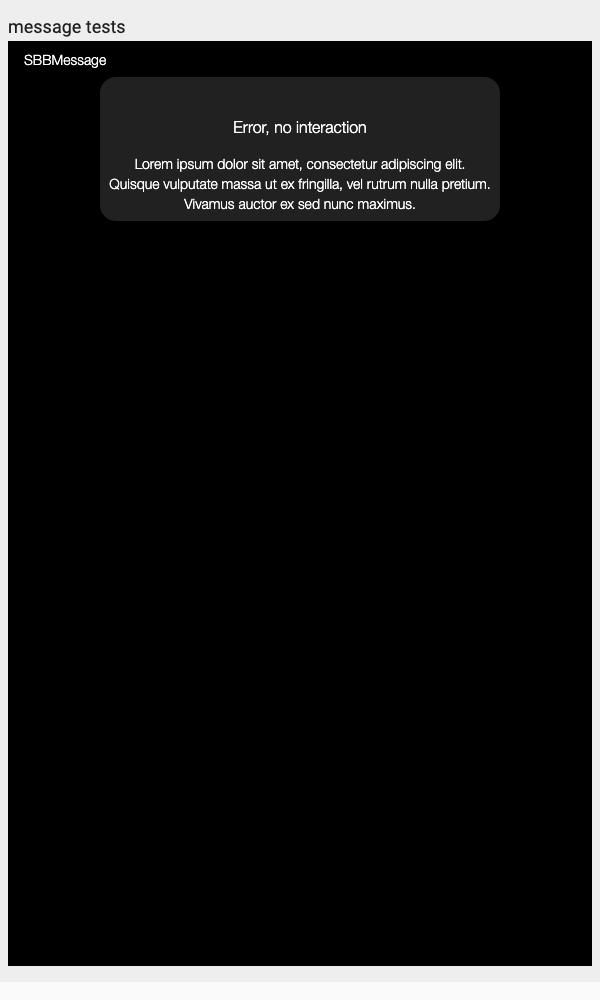 message tests
SBBMessage
Error, no interaction
Lorem ipsum dolor sit amet, consectetur adipiscing elit.
Quisque vulputate massa ut ex fringilla, vel rutrum nulla pretium.
Vivamus auctor ex sed nunc maximus.